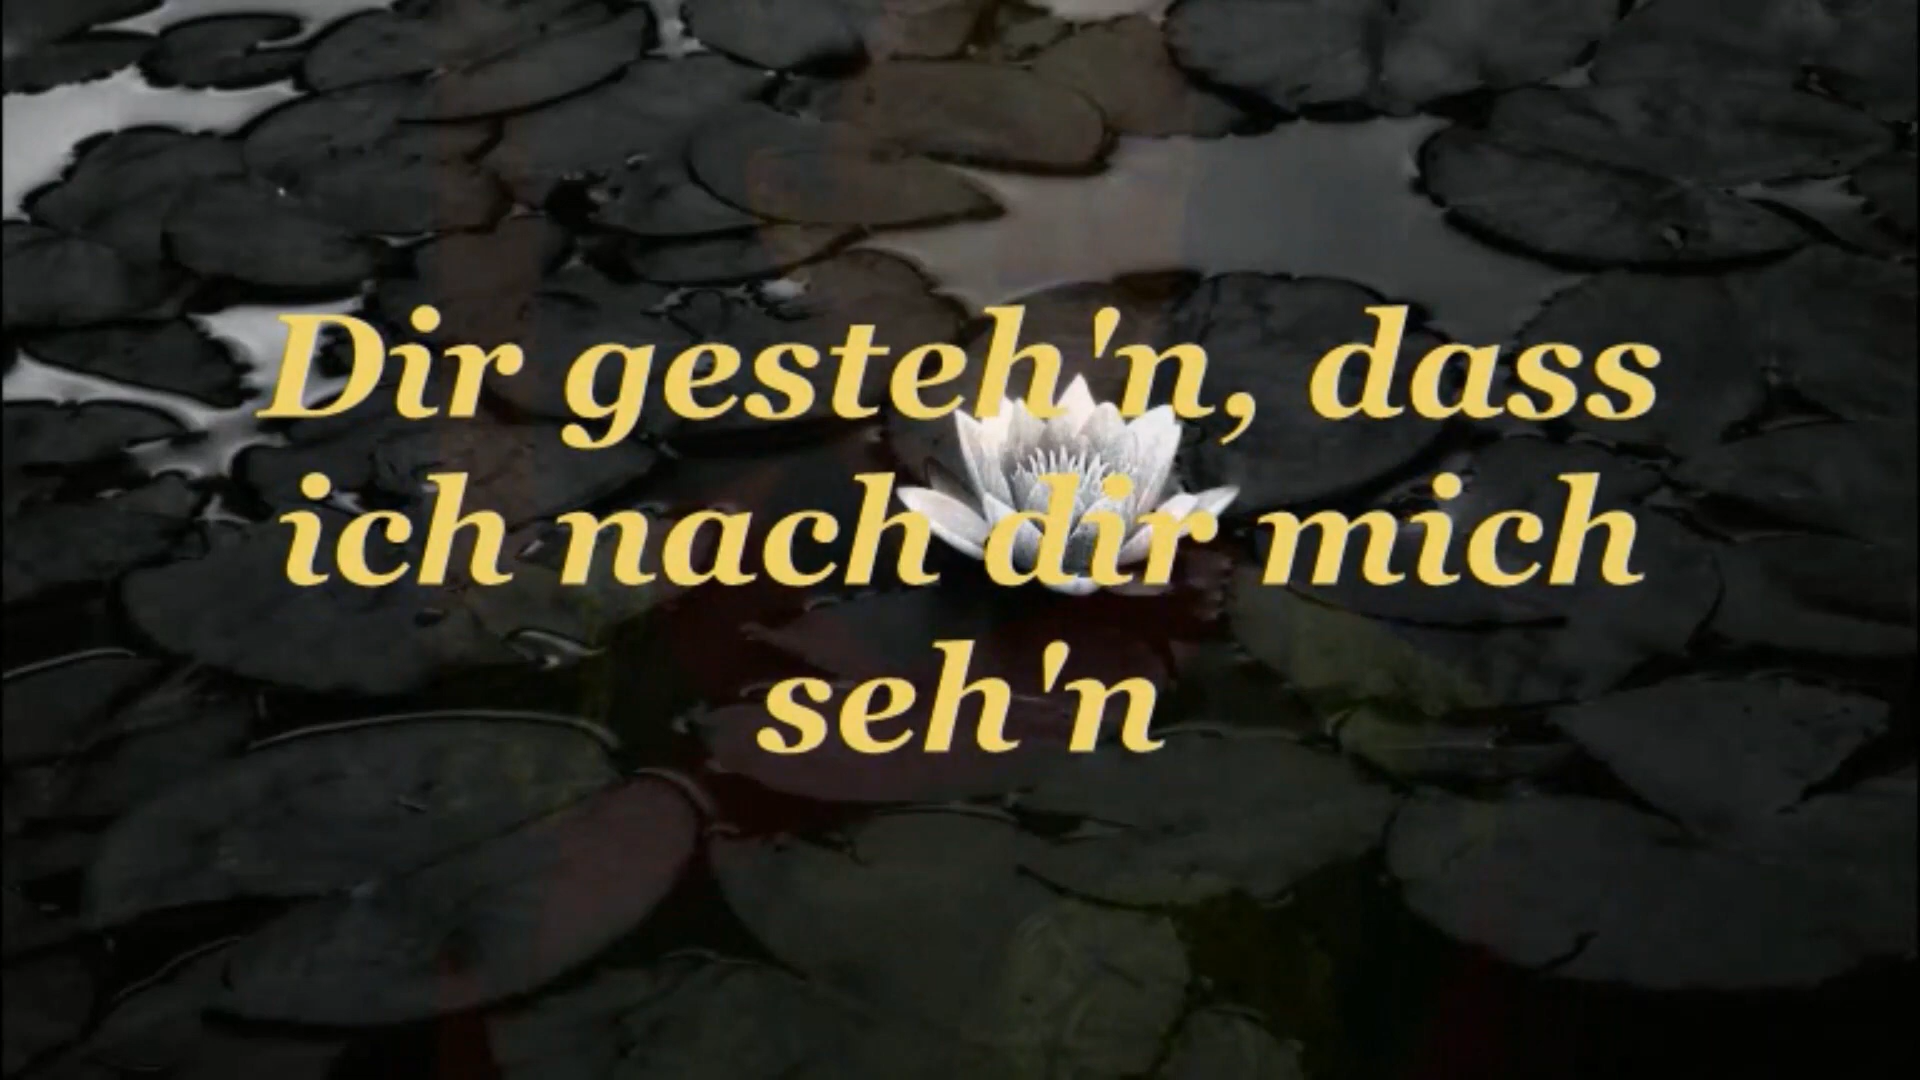 Dir gesteh'n, dass
ich nach dir mich
seh'n